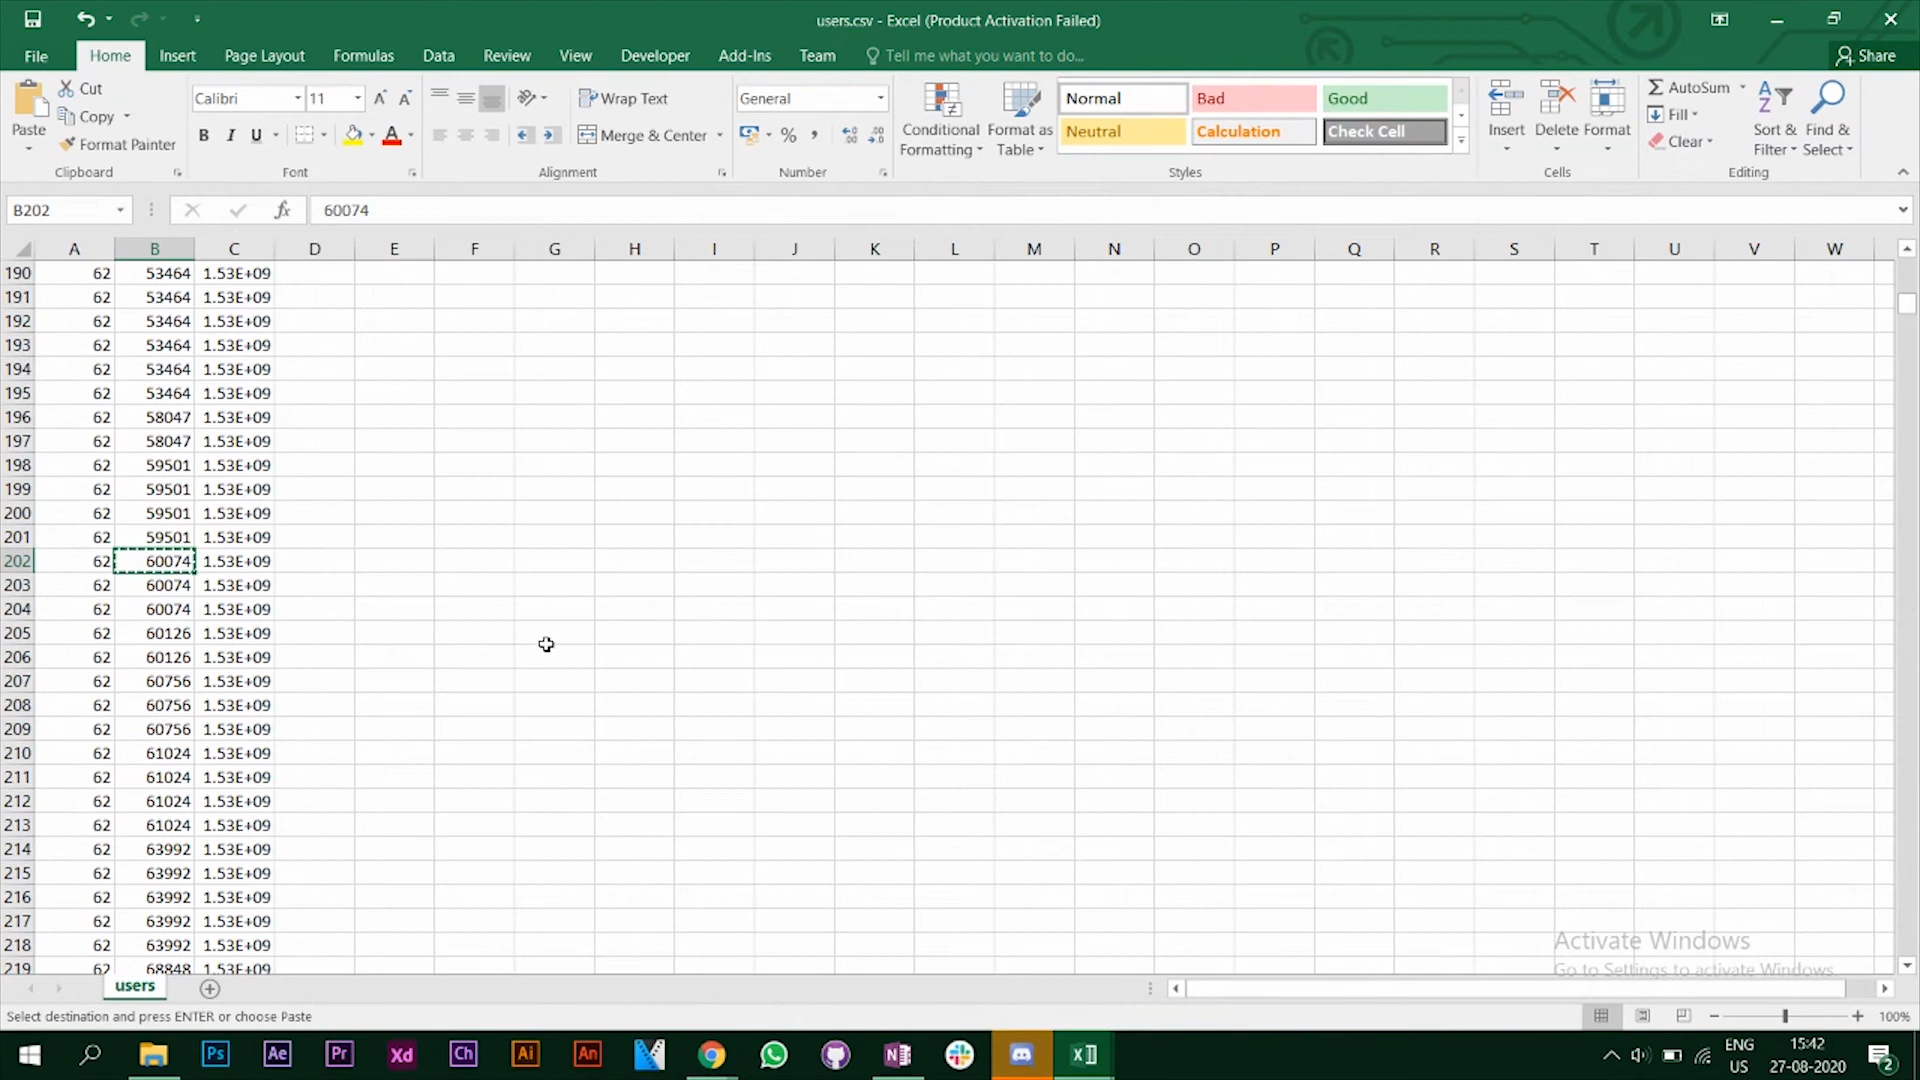 users.csv - Excel (Product Activation Failed)
File Home Insert Page Layout Formulas Data Review View Developer Add-Ins Team Tell me what you want to do... Share
Paste Cut Copy Format Painter Clipboard
Calibri 11 B I U Font
Wrap Text Merge & Center Alignment
General % , Number
Conditional Formatting Format as Table Normal Bad Good Neutral Calculation Check Cell Styles
Insert Delete Format Cells
AutoSum Fill Clear Sort & Filter Find & Select Editing
B202 fx 60074
A B C D E F G H I J K L M N O P Q R S T U V W
190 62 53464 1.53E+09
191 62 53464 1.53E+09
192 62 53464 1.53E+09
193 62 53464 1.53E+09
194 62 53464 1.53E+09
195 62 53464 1.53E+09
196 62 58047 1.53E+09
197 62 58047 1.53E+09
198 62 59501 1.53E+09
199 62 59501 1.53E+09
200 62 59501 1.53E+09
201 62 59501 1.53E+09
202 62 60074 1.53E+09
203 62 60074 1.53E+09
204 62 60074 1.53E+09
205 62 60126 1.53E+09
206 62 60126 1.53E+09
207 62 60756 1.53E+09
208 62 60756 1.53E+09
209 62 60756 1.53E+09
210 62 61024 1.53E+09
211 62 61024 1.53E+09
212 62 61024 1.53E+09
213 62 61024 1.53E+09
214 62 63992 1.53E+09
215 62 63992 1.53E+09
216 62 63992 1.53E+09
217 62 63992 1.53E+09
218 62 63992 1.53E+09
219 62 68848 1.53E+09
Activate Windows
Go to Settings to activate Windows.
users
Select destination and press ENTER or choose Paste
100%
Ps Ae Pr Xd Ch Ai An N X
ENG US
15:42
27-08-2020
2